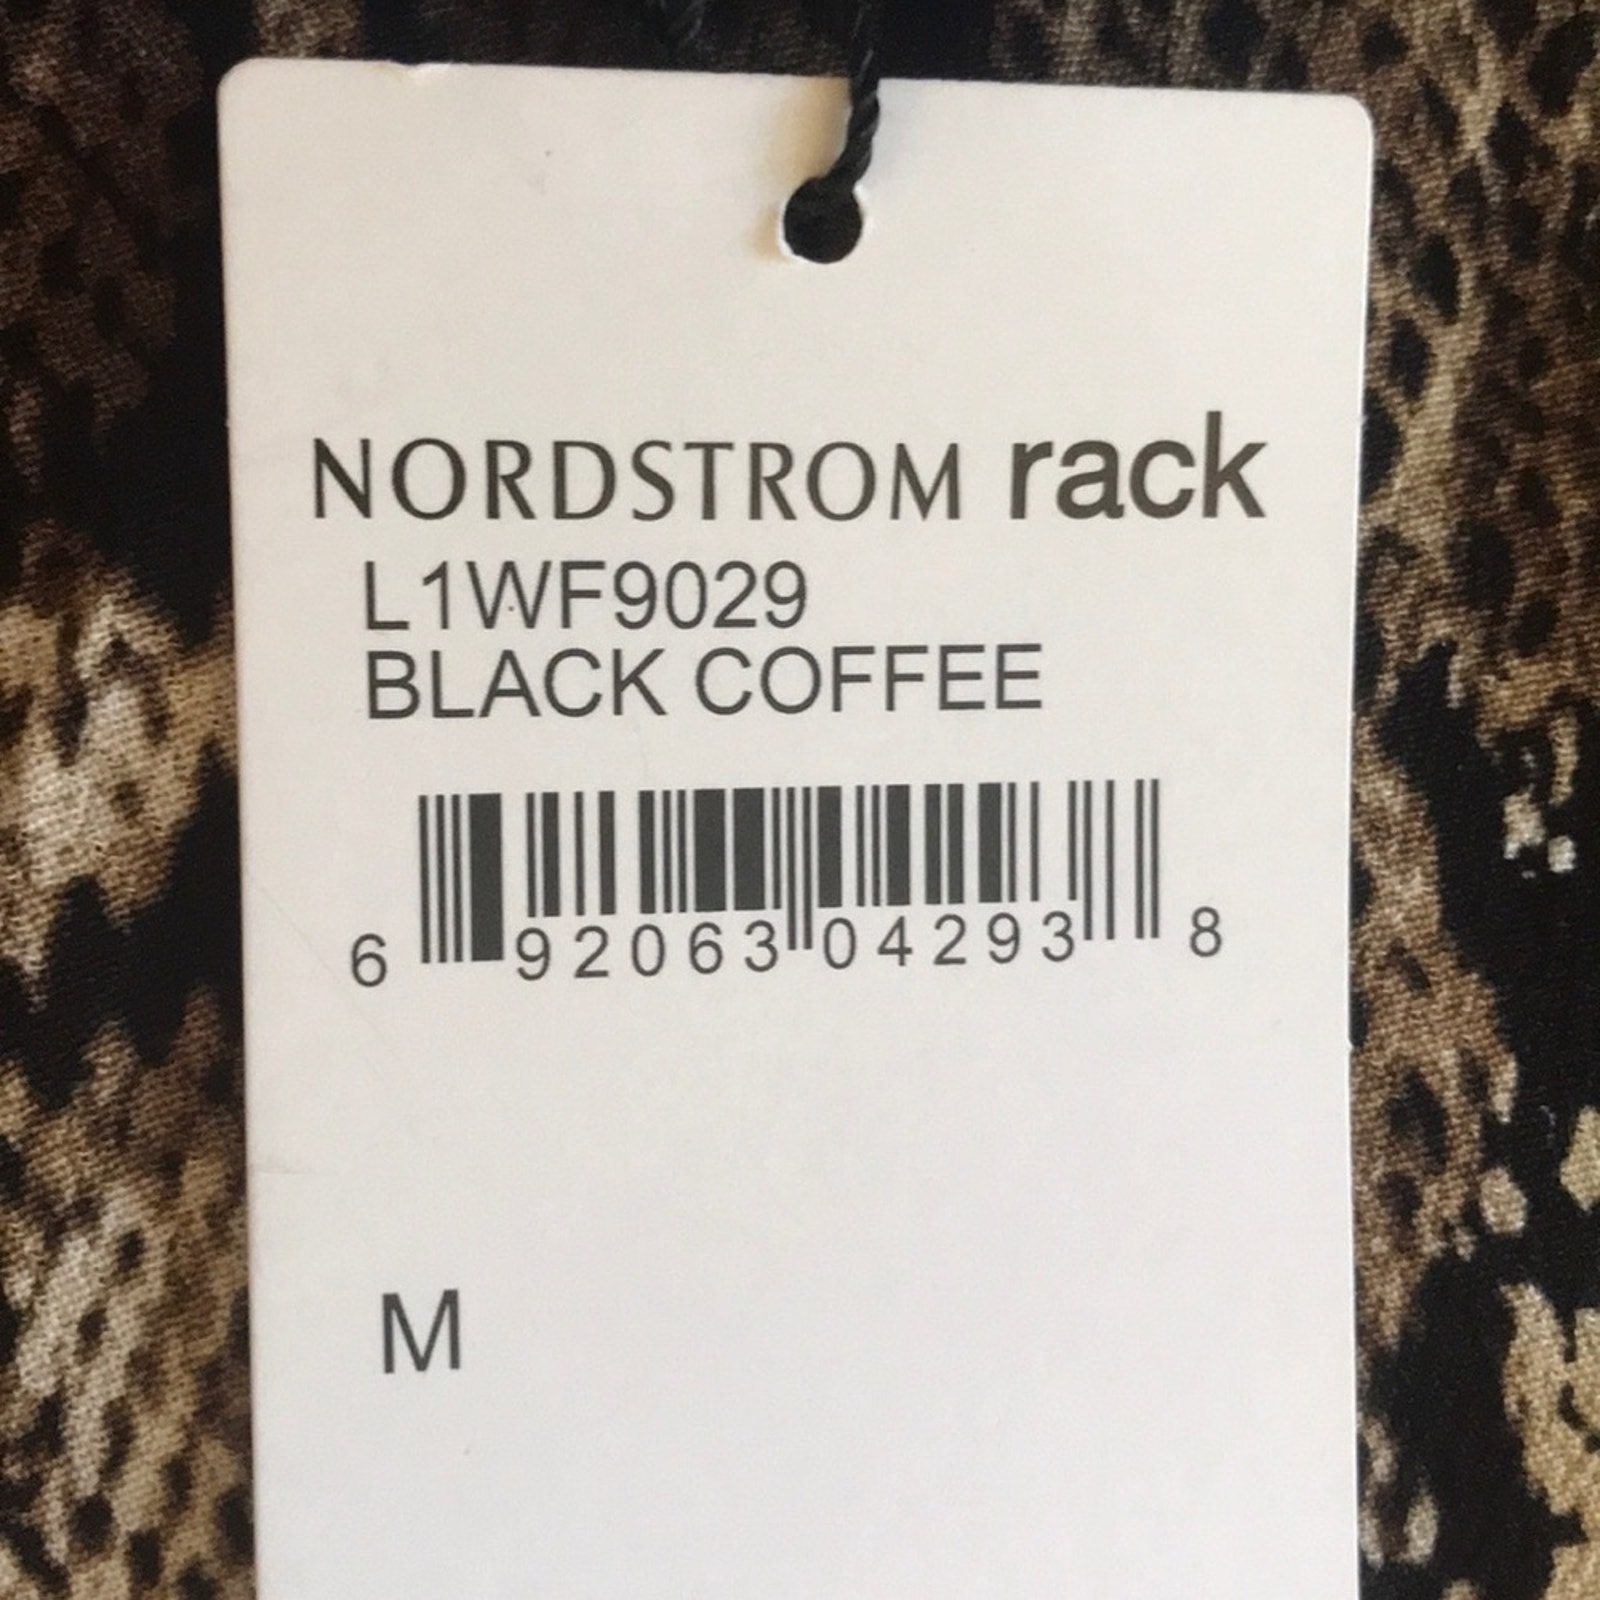 NORDSTROM rack
L1WF9029
BLACK COFFEE
6 92063 04293 8
M